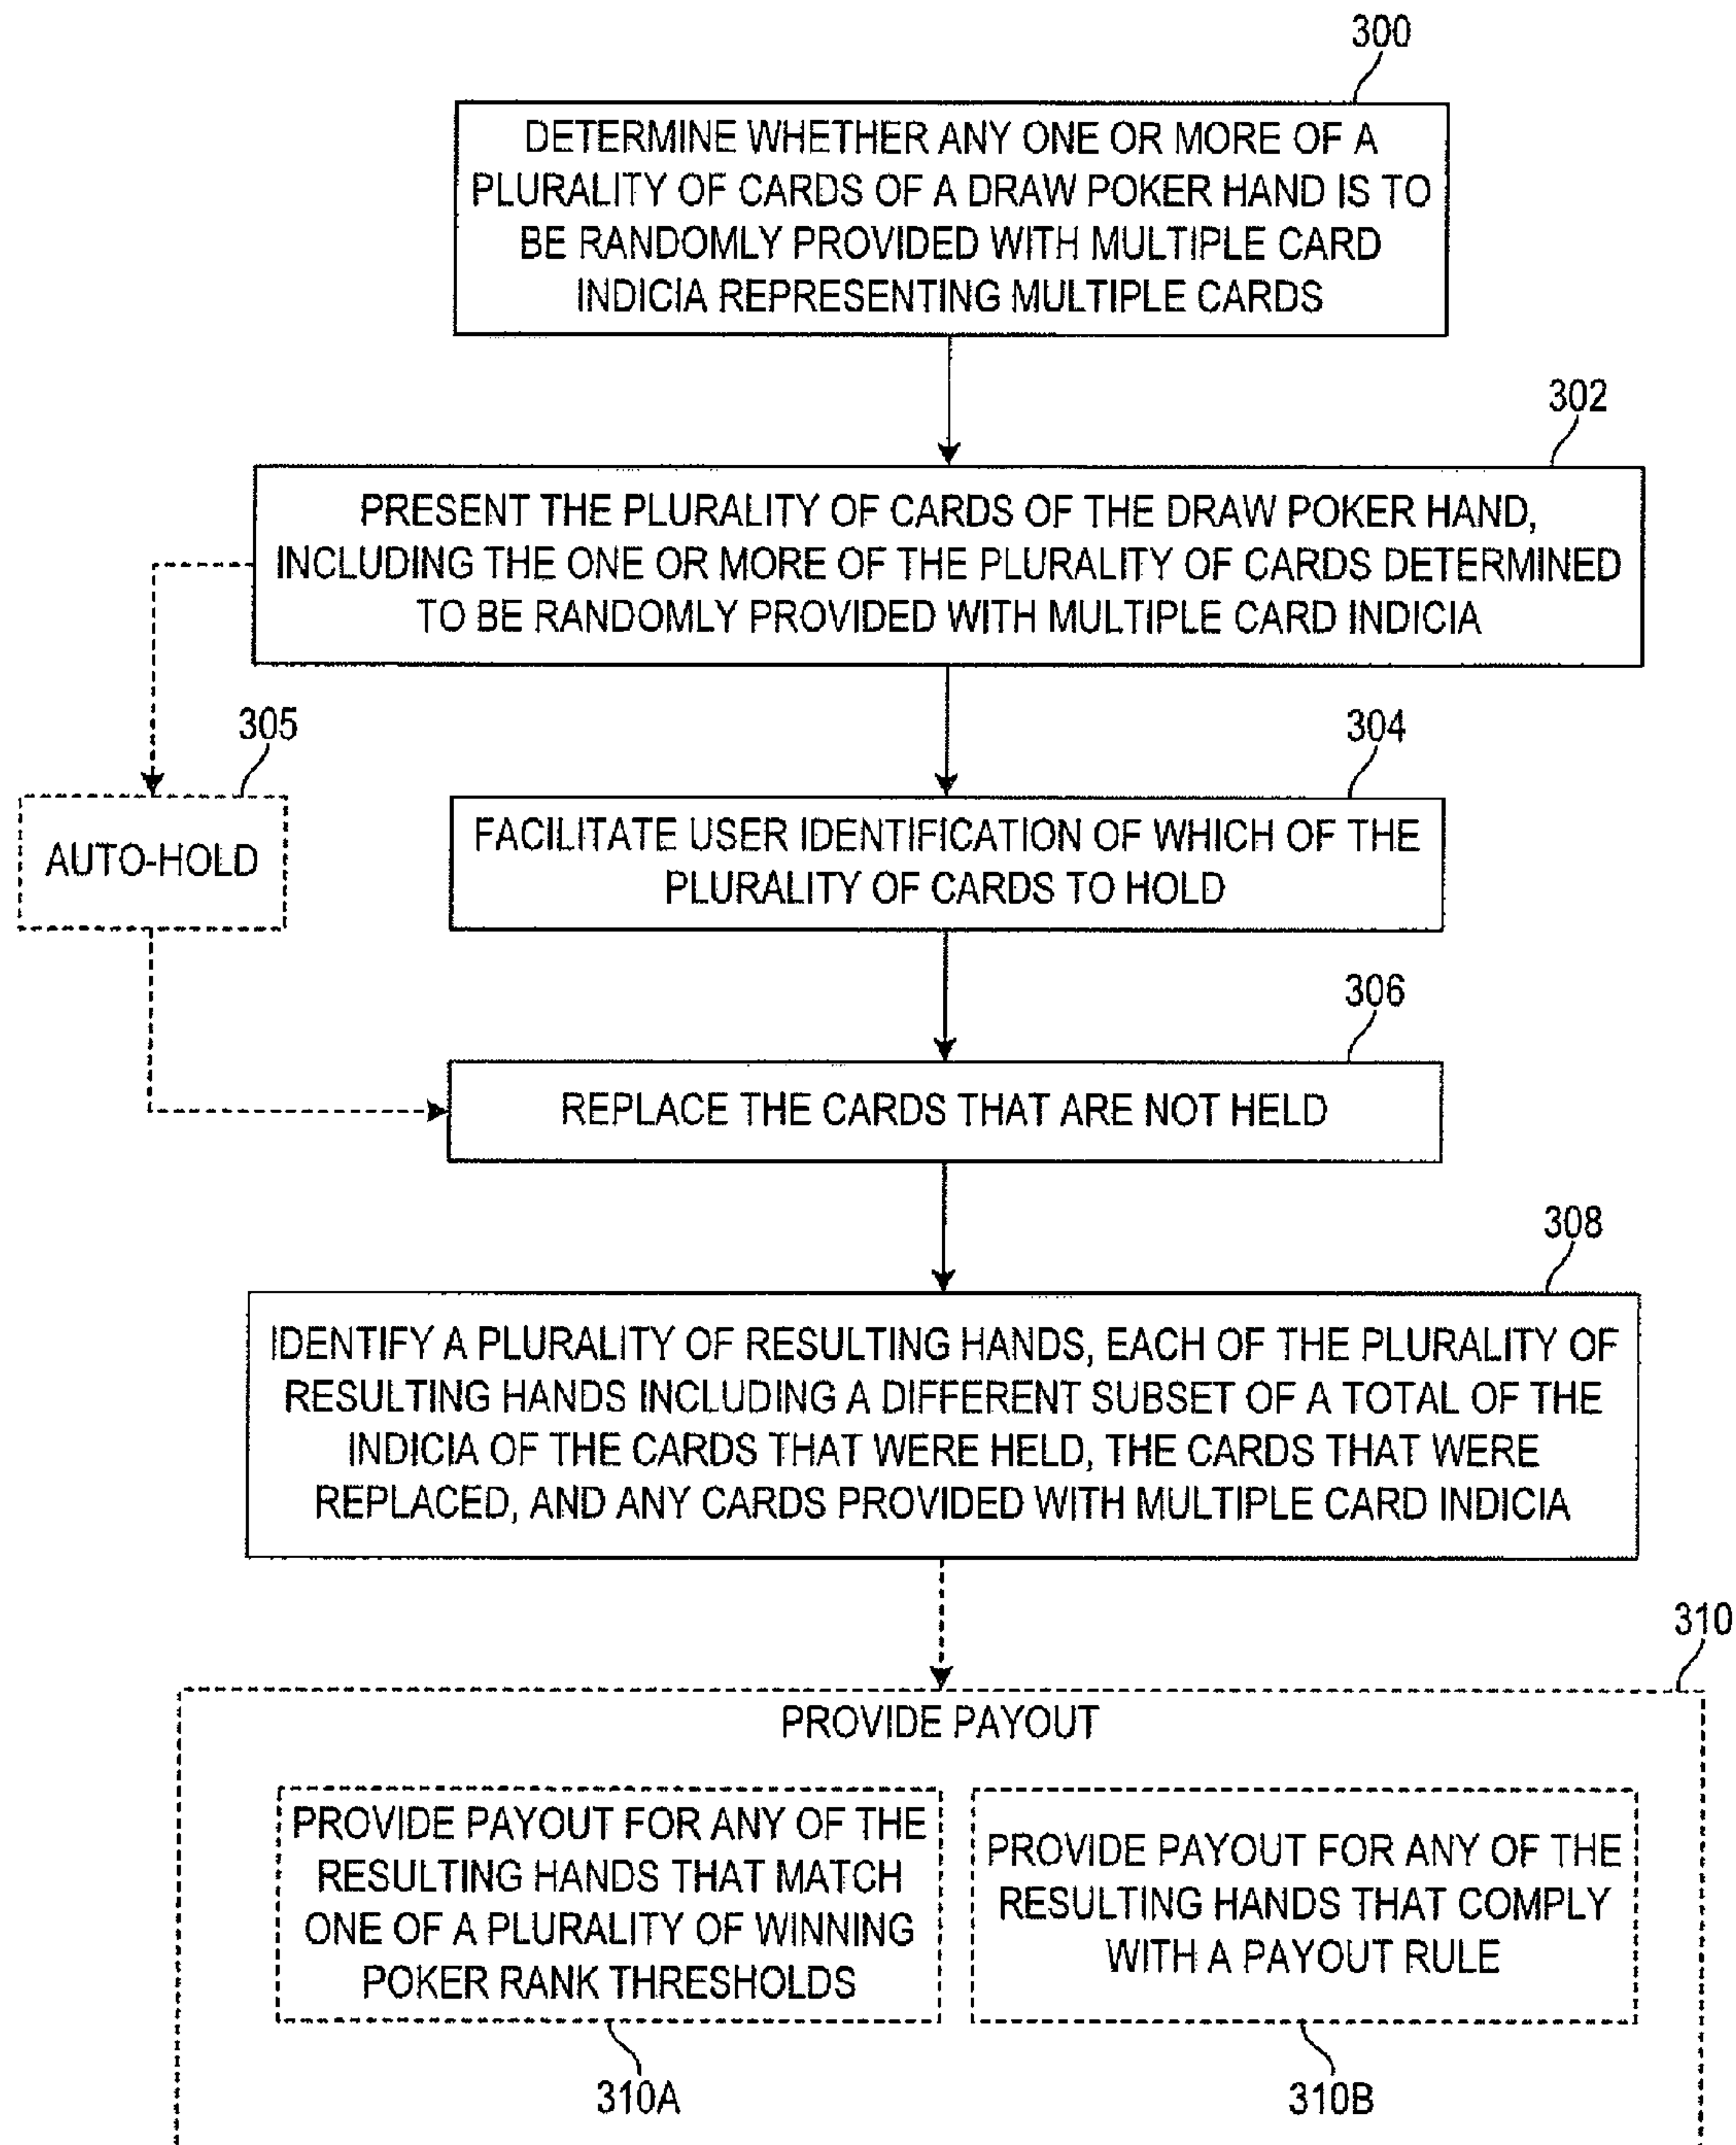 300
DETERMINE WHETHER ANY ONE OR MORE OF A
PLURALITY OF CARDS OF A DRAW POKER HAND IS TO
BE RANDOMLY PROVIDED WITH MULTIPLE CARD
INDICIA REPRESENTING MULTIPLE CARDS
302
PRESENT THE PLURALITY OF CARDS OF THE DRAW POKER HAND,
INCLUDING THE ONE OR MORE OF THE PLURALITY OF CARDS DETERMINED
TO BE RANDOMLY PROVIDED WITH MULTIPLE CARD INDICIA
305
AUTO-HOLD
304
FACILITATE USER IDENTIFICATION OF WHICH OF THE
PLURALITY OF CARDS TO HOLD
306
REPLACE THE CARDS THAT ARE NOT HELD
308
IDENTIFY A PLURALITY OF RESULTING HANDS, EACH OF THE PLURALITY OF
RESULTING HANDS INCLUDING A DIFFERENT SUBSET OF A TOTAL OF THE
INDICIA OF THE CARDS THAT WERE HELD, THE CARDS THAT WERE
REPLACED, AND ANY CARDS PROVIDED WITH MULTIPLE CARD INDICIA
310
PROVIDE PAYOUT
PROVIDE PAYOUT FOR ANY OF THE
RESULTING HANDS THAT MATCH
ONE OF A PLURALITY OF WINNING
POKER RANK THRESHOLDS
310A
PROVIDE PAYOUT FOR ANY OF THE
RESULTING HANDS THAT COMPLY
WITH A PAYOUT RULE
310B